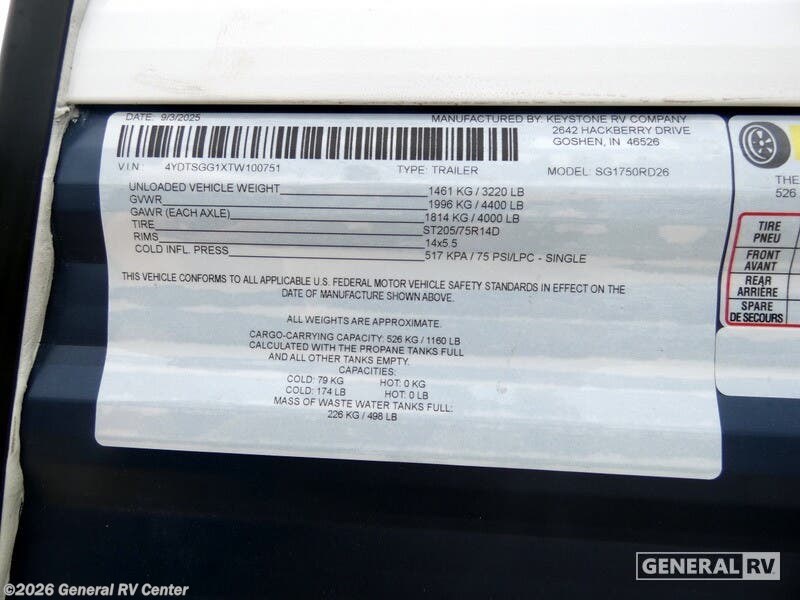 DATE: 9/3/2025 MANUFACTURED BY: KEYSTONE RV COMPANY
2642 HACKBERRY DRIVE
GOSHEN, IN 46526
V.I.N.: 4YDTSGG1XTW100751 TYPE: TRAILER MODEL: SG1750RD26
UNLOADED VEHICLE WEIGHT 1461 KG / 3220 LB
GVWR 1996 KG / 4400 LB
GAWR (EACH AXLE) 1814 KG / 4000 LB
TIRE ST205/75R14D
RIMS 14x5.5
COLD INFL. PRESS 517 KPA / 75 PSI/LPC - SINGLE
THIS VEHICLE CONFORMS TO ALL APPLICABLE U.S. FEDERAL MOTOR VEHICLE SAFETY STANDARDS IN EFFECT ON THE
DATE OF MANUFACTURE SHOWN ABOVE.
ALL WEIGHTS ARE APPROXIMATE.
CARGO-CARRYING CAPACITY: 526 KG / 1160 LB
CALCULATED WITH THE PROPANE TANKS FULL
AND ALL OTHER TANKS EMPTY.
CAPACITIES:
COLD: 79 KG HOT: 0 KG
COLD: 174 LB HOT: 0 LB
MASS OF WASTE WATER TANKS FULL:
226 KG / 498 LB
THE
526
TIRE
PNEU
FRONT
AVANT
REAR
ARRIÈRE
SPARE
DE SECOURS
GENERAL RV
©2026 General RV Center